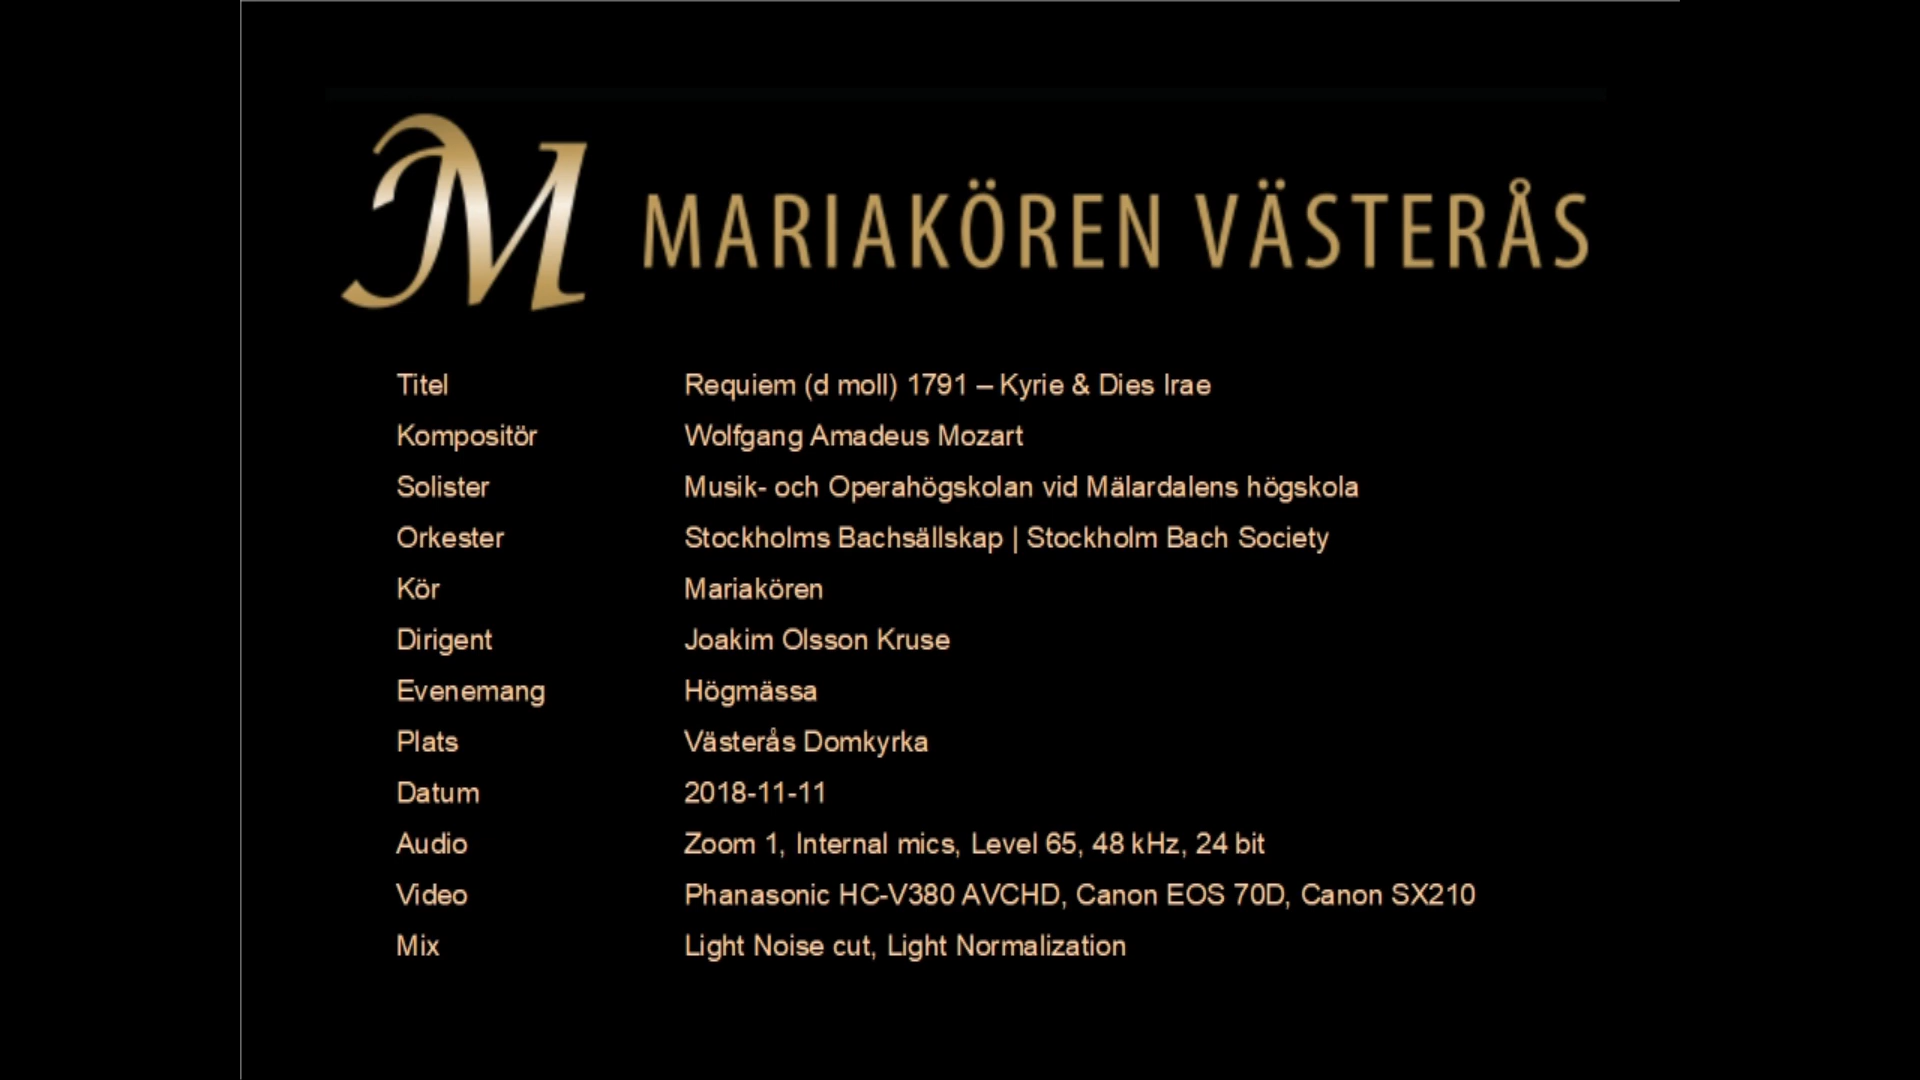 M MARIAKÖREN VÄSTERÅS
Titel Requiem (d moll) 1791 – Kyrie & Dies Irae
Kompositör Wolfgang Amadeus Mozart
Solister Musik- och Operahögskolan vid Mälardalens högskola
Orkester Stockholms Bachsällskap | Stockholm Bach Society
Kör Mariakören
Dirigent Joakim Olsson Kruse
Evenemang Högmässa
Plats Västerås Domkyrka
Datum 2018-11-11
Audio Zoom 1, Internal mics, Level 65, 48 kHz, 24 bit
Video Phanasonic HC-V380 AVCHD, Canon EOS 70D, Canon SX210
Mix Light Noise cut, Light Normalization